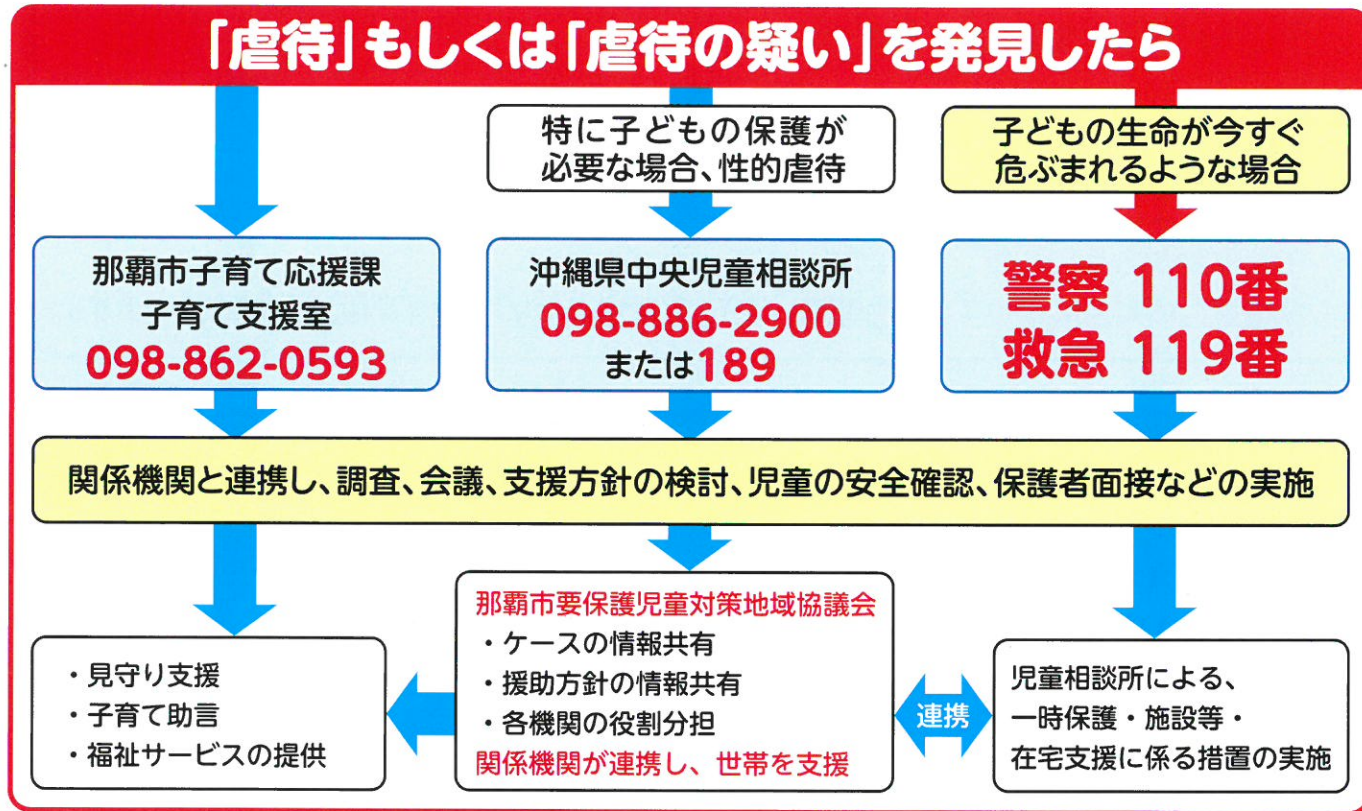 「虐待」もしくは「虐待の疑い」を発見したら
特に子どもの保護が
必要な場合、性的虐待
子どもの生命が今すぐ
危ぶまれるような場合
那覇市子育て応援課
子育て支援室
098-862-0593
沖縄県中央児童相談所
098-886-2900
または189
警察 110番
救急 119番
関係機関と連携し、調査、会議、支援方針の検討、児童の安全確認、保護者面接などの実施
・見守り支援
・子育て助言
・福祉サービスの提供
那覇市要保護児童対策地域協議会
・ケースの情報共有
・援助方針の情報共有
・各機関の役割分担
関係機関が連携し、世帯を支援
連携
児童相談所による、
一時保護・施設等・
在宅支援に係る措置の実施